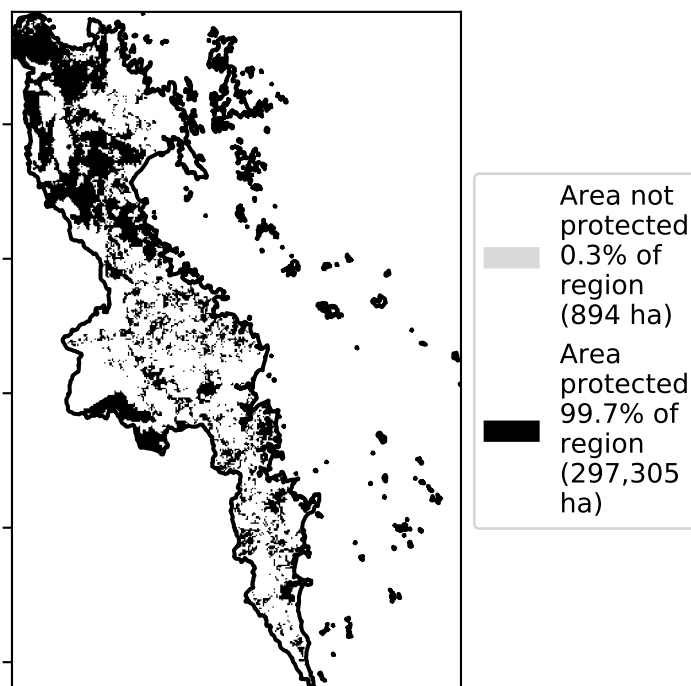 Area not
protected
0.3% of
region
(894 ha)
Area
protected
99.7% of
region
(297,305
ha)